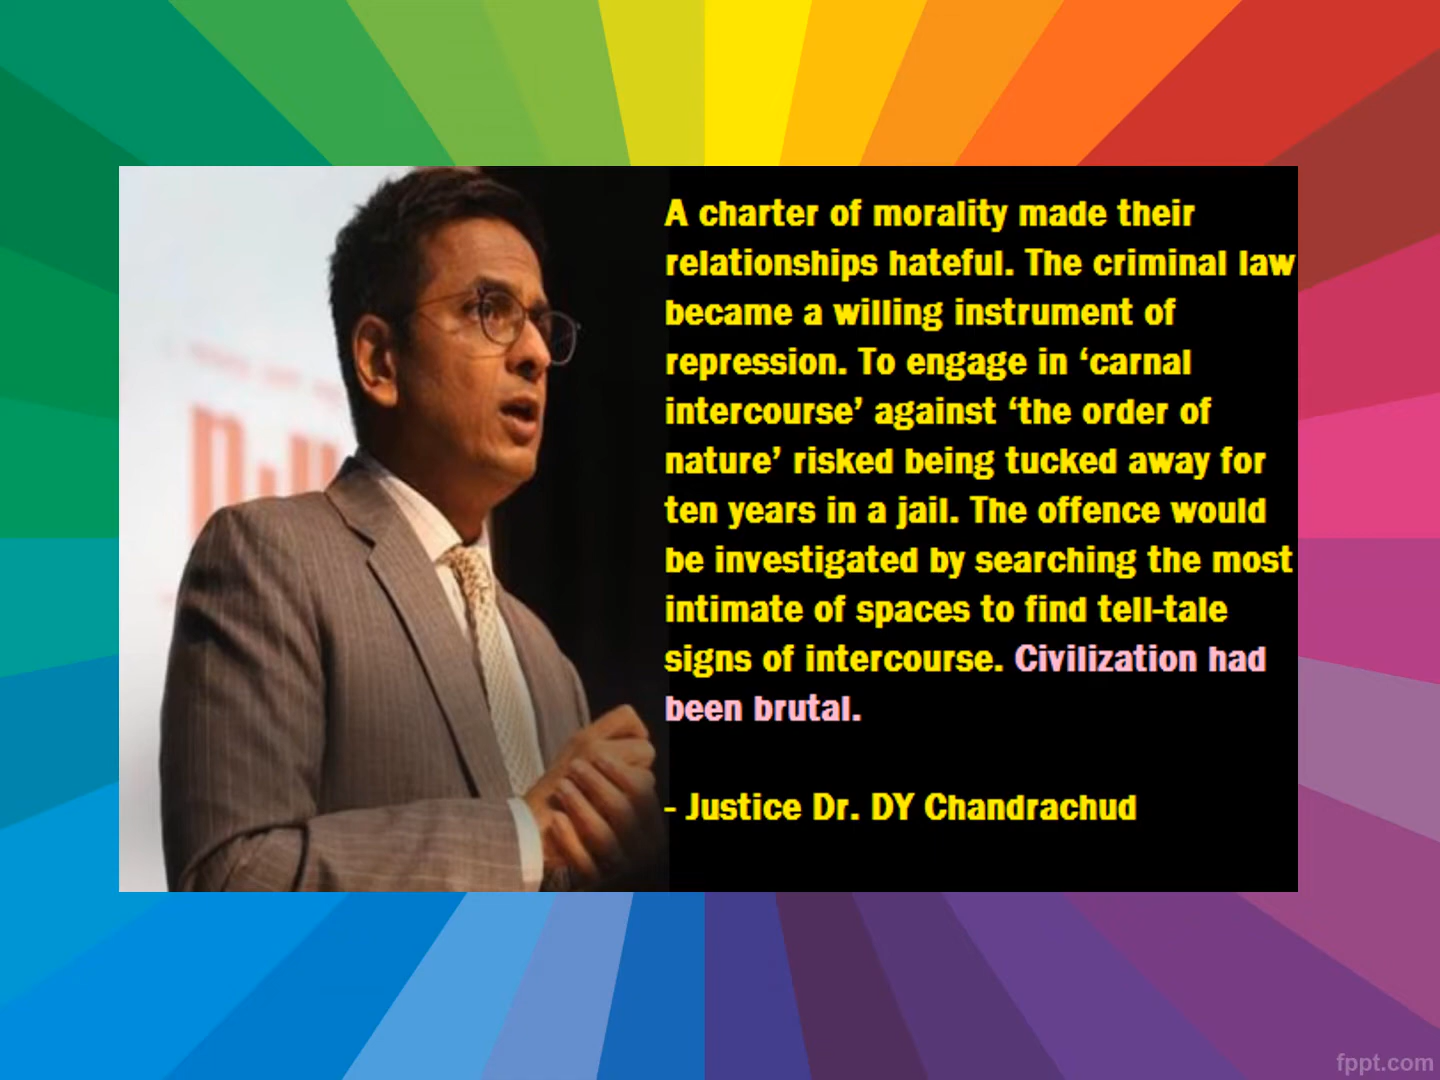 A charter of morality made their
relationships hateful. The criminal law
became a willing instrument of
repression. To engage in ‘carnal
intercourse’ against ‘the order of
nature’ risked being tucked away for
ten years in a jail. The offence would
be investigated by searching the most
intimate of spaces to find tell-tale
signs of intercourse. Civilization had
been brutal.
- Justice Dr. DY Chandrachud
fppt.com